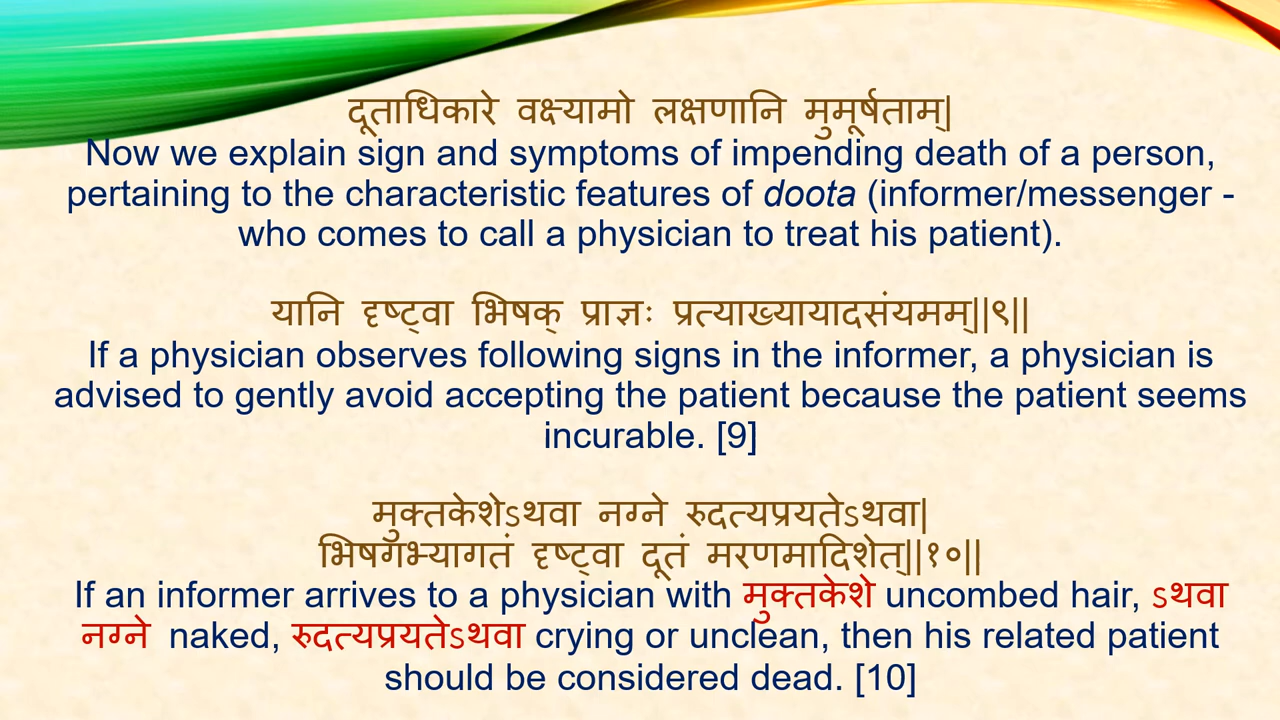 दूताधिकारे वक्ष्यामो लक्षणानि मुमूर्षताम्|
Now we explain sign and symptoms of impending death of a person,
pertaining to the characteristic features of doota (informer/messenger -
who comes to call a physician to treat his patient).
यानि दृष्ट्वा भिषक् प्राज्ञः प्रत्याख्यायादसंयमम्||९||
If a physician observes following signs in the informer, a physician is
advised to gently avoid accepting the patient because the patient seems
incurable. [9]
मुक्तकेशेऽथवा नग्ने रुदत्यप्रयतेऽथवा|
भिषगभ्यागतं दृष्ट्वा दूतं मरणमादिशेत्||१०||
If an informer arrives to a physician with मुक्तकेशे uncombed hair, ऽथवा
नग्ने naked, रुदत्यप्रयतेऽथवा crying or unclean, then his related patient
should be considered dead. [10]